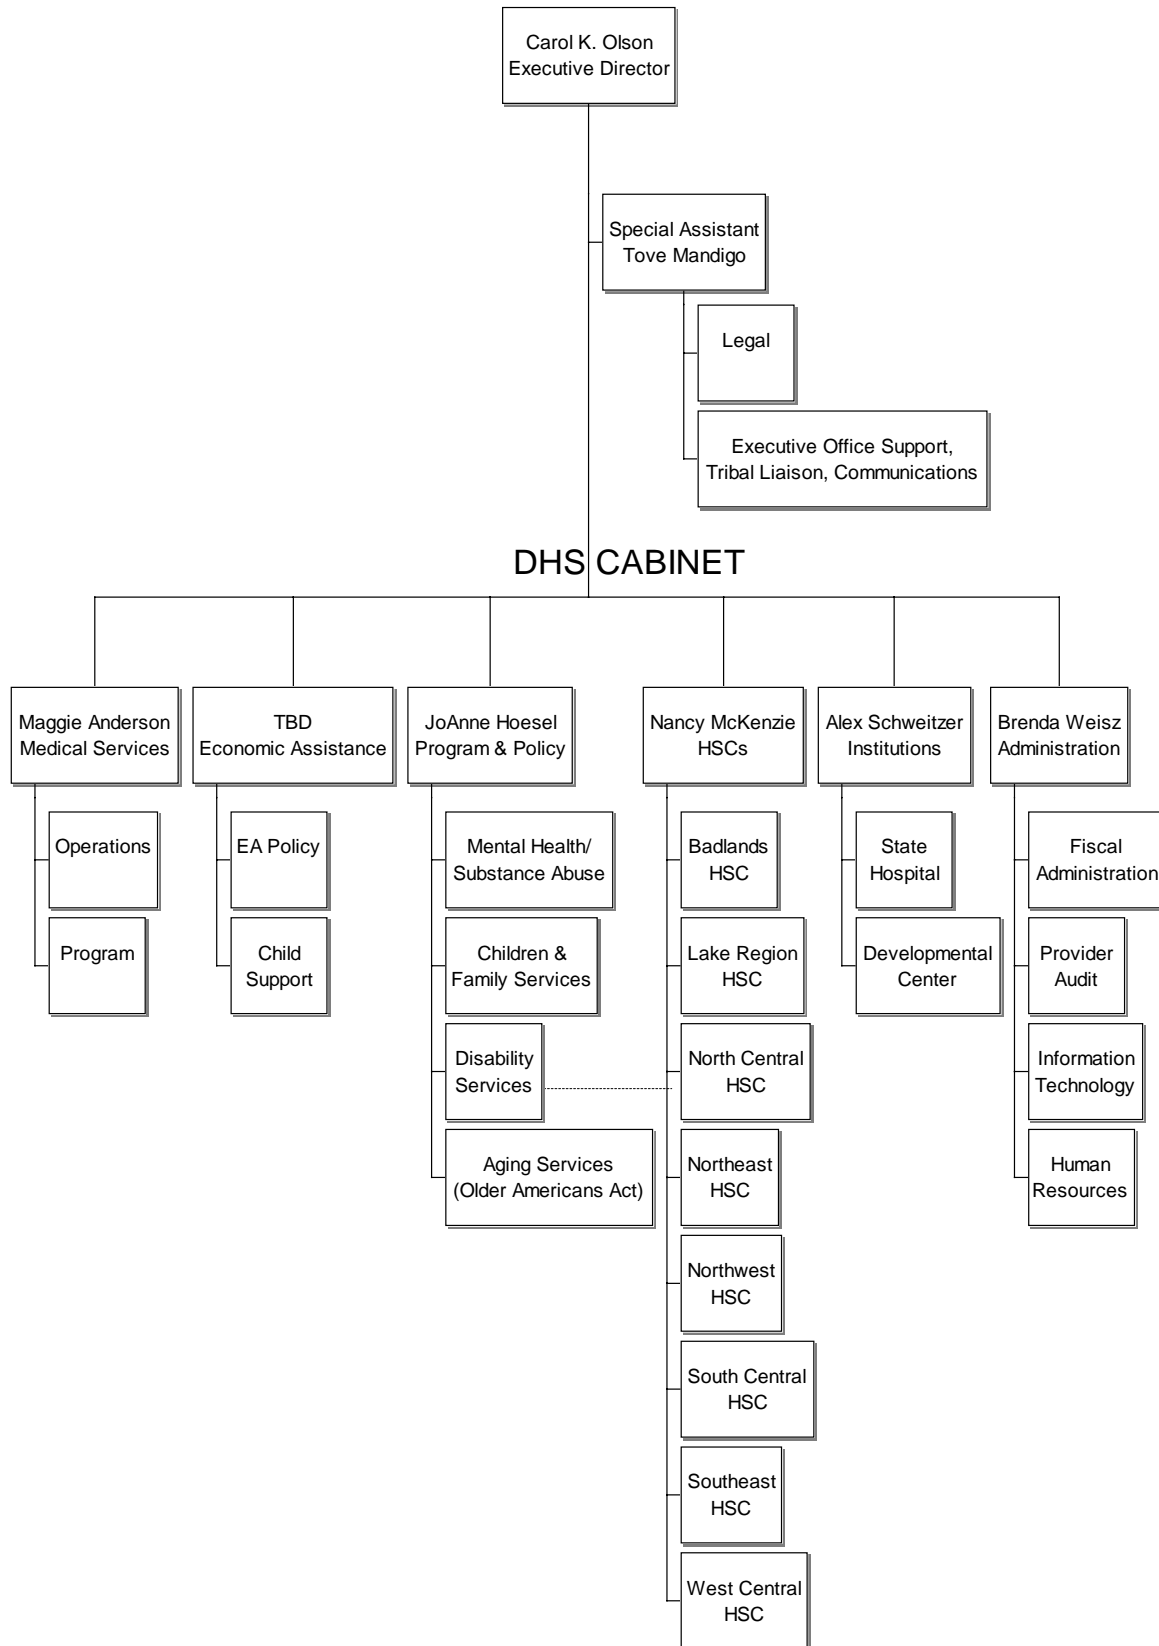 Carol K. Olson
Executive Director
Special Assistant
Tove Mandigo
Legal
Executive Office Support,
Tribal Liaison, Communications
DHS CABINET
Maggie Anderson
Medical Services
Operations
Program
TBD
Economic Assistance
EA Policy
Child
Support
JoAnne Hoesel
Program & Policy
Mental Health/
Substance Abuse
Children &
Family Services
Disability
Services
Aging Services
(Older Americans Act)
Nancy McKenzie
HSCs
Badlands
HSC
Lake Region
HSC
North Central
HSC
Northeast
HSC
Northwest
HSC
South Central
HSC
Southeast
HSC
West Central
HSC
Alex Schweitzer
Institutions
State
Hospital
Developmental
Center
Brenda Weisz
Administration
Fiscal
Administration
Provider
Audit
Information
Technology
Human
Resources